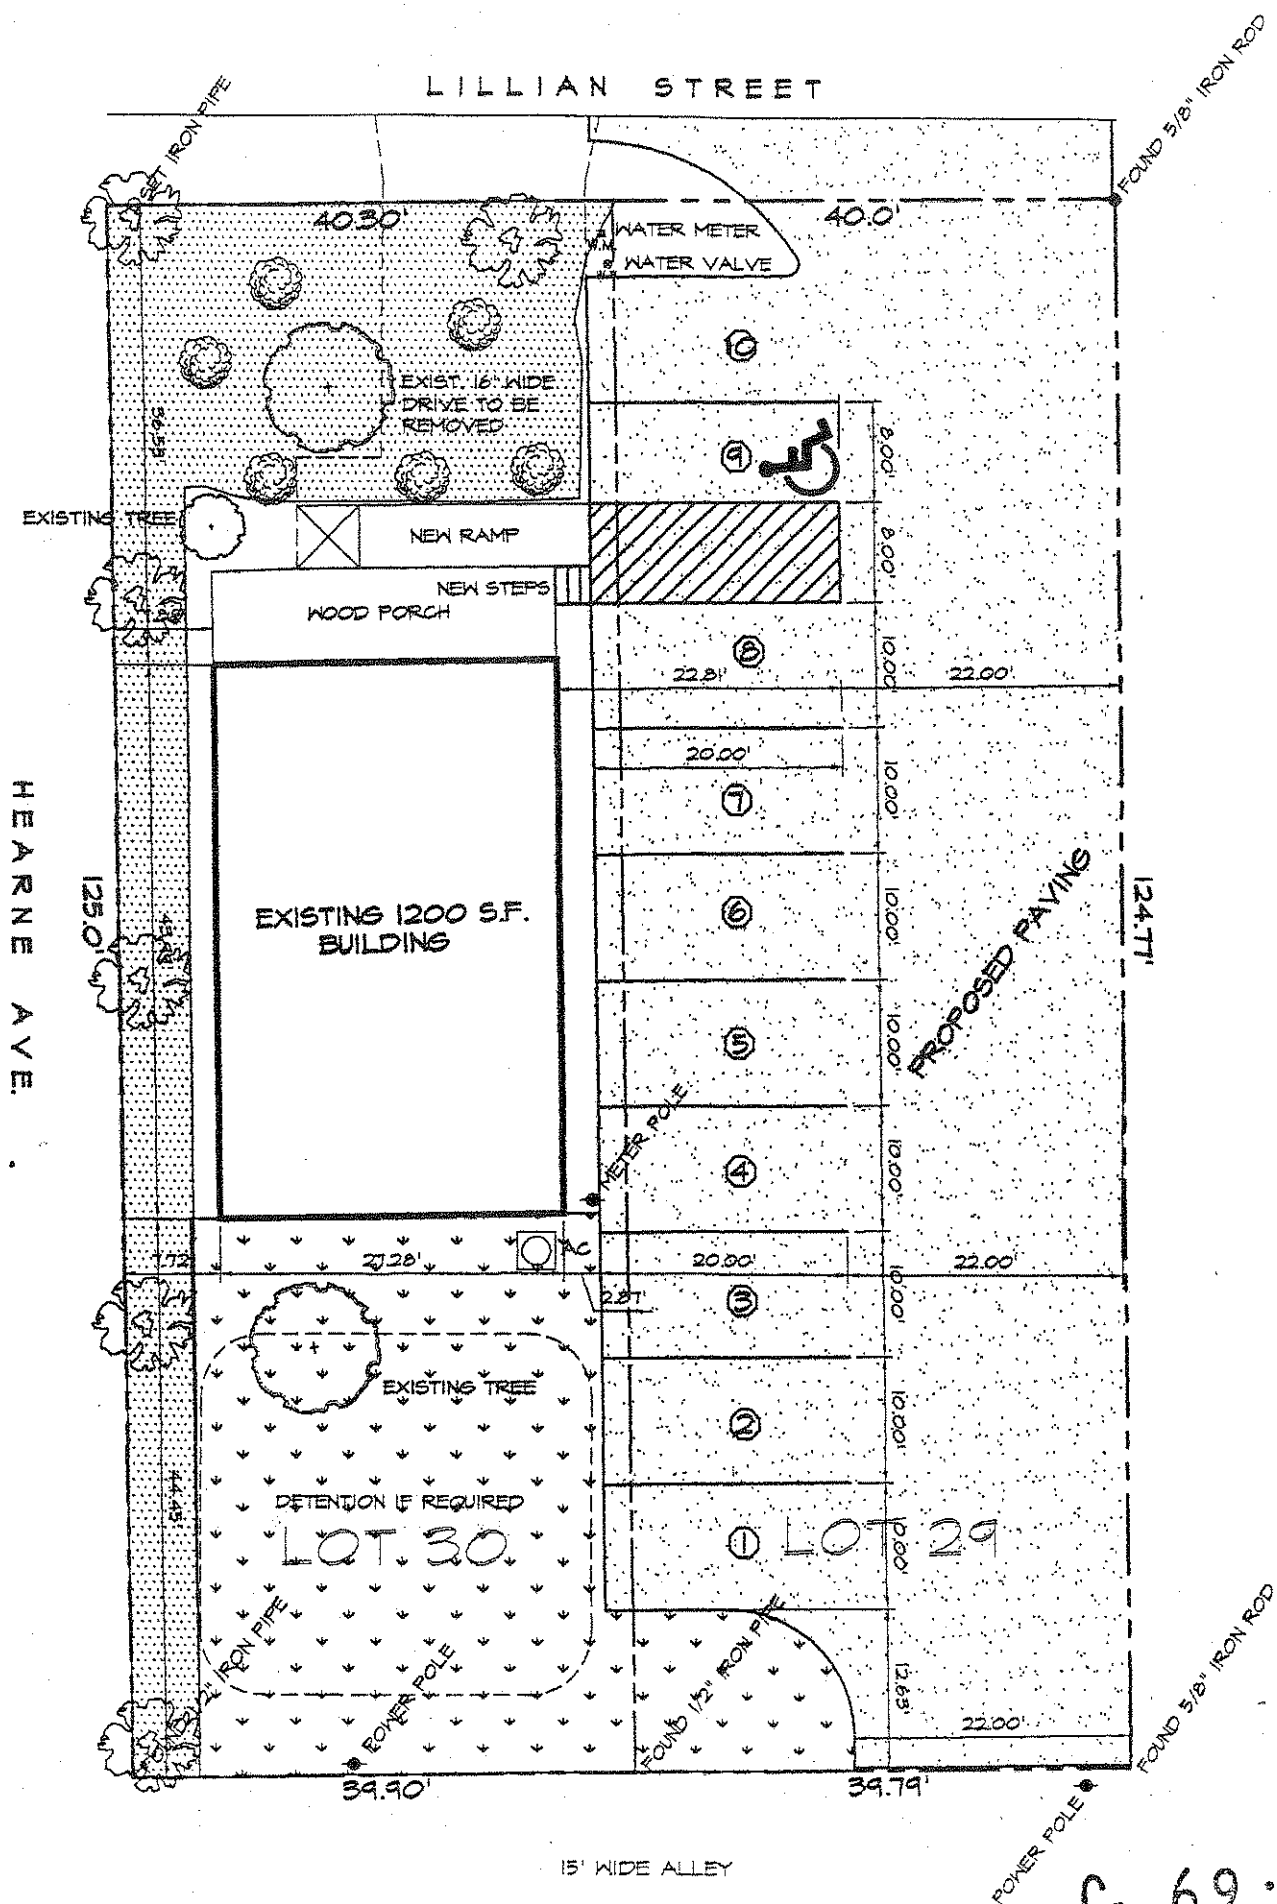 LILLIAN STREET
SET IRON PIPE
FOUND 5/8" IRON ROD
40.30'
40.0'
WATER METER
W.M.
WATER VALVE
10
EXIST. 16' WIDE
DRIVE TO BE
REMOVED
36.59'
9
8.00'
EXISTING TREE
NEW RAMP
8.00'
NEW STEPS
WOOD PORCH
8
10.00'
22.81'
22.00'
20.00'
7
10.00'
HEARNE AVE.
125.0'
EXISTING 1200 S.F.
BUILDING
6
10.00'
PROPOSED PAVING
124.77'
5
10.00'
METER POLE
4
10.00'
AC
7.72'
27.28'
20.00'
22.00'
2.87'
3
10.00'
EXISTING TREE
2
10.00'
44.45'
DETENTION IF REQUIRED
LOT 30
1
LOT 29
10.00'
IRON PIPE
POWER POLE
FOUND 1/2" IRON PIPE
12.63'
22.00'
FOUND 5/8" IRON ROD
39.90'
39.79'
POWER POLE
15' WIDE ALLEY
C. 69.